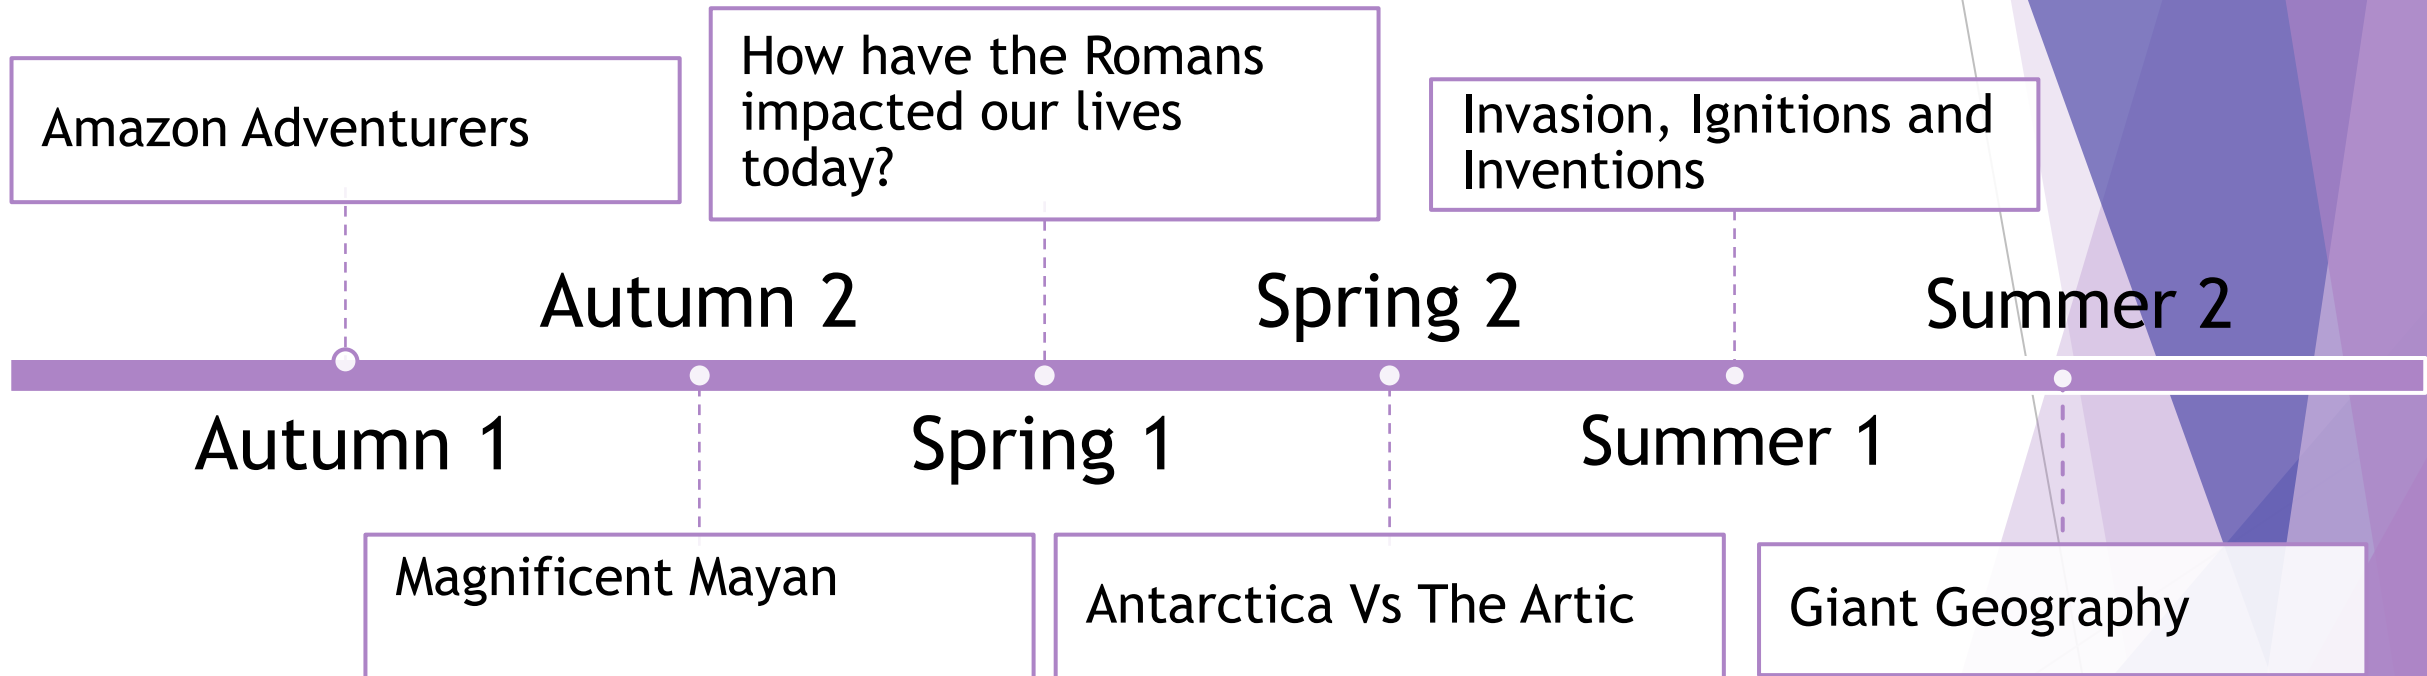 Amazon Adventurers
How have the Romans
impacted our lives
today?
Invasion, Ignitions and
Inventions
Autumn 2
Spring 2
Summer 2
Autumn 1
Spring 1
Summer 1
Magnificent Mayan
Antarctica Vs The Artic
Giant Geography